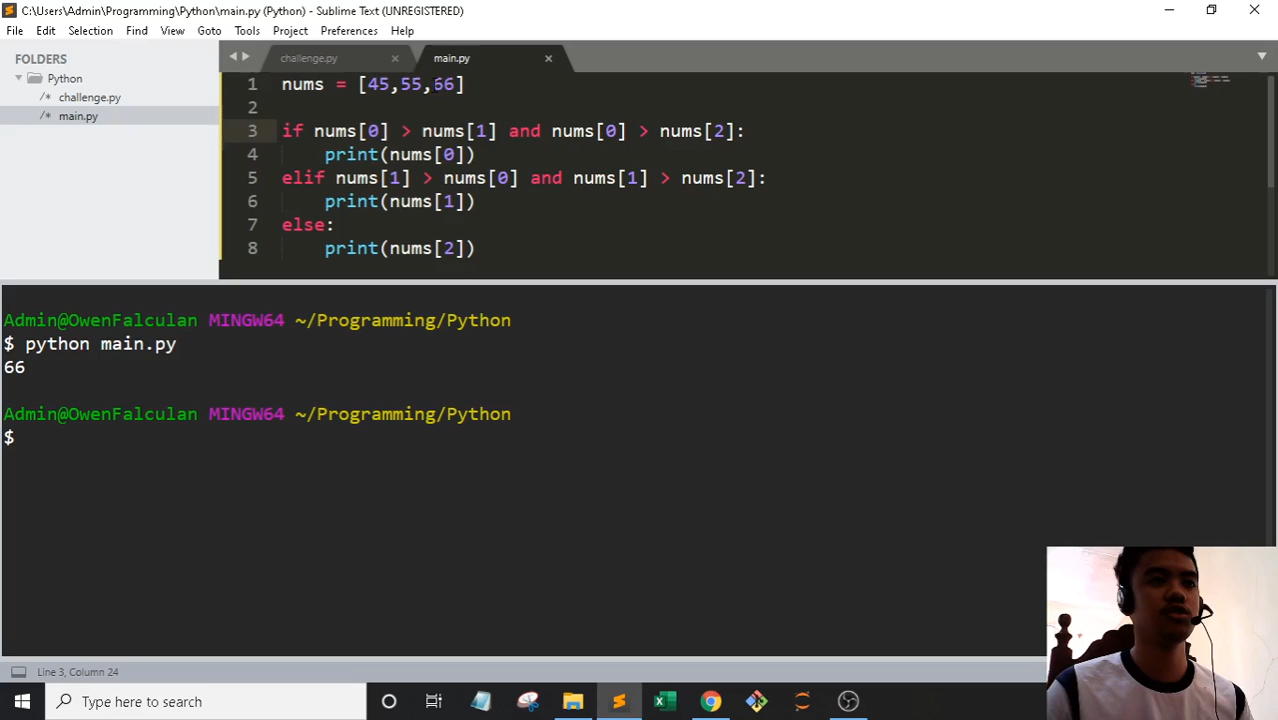 C:\Users\Admin\Programming\Python\main.py (Python) - Sublime Text (UNREGISTERED)
File Edit Selection Find View Goto Tools Project Preferences Help
FOLDERS
Python
/* challenge.py
/* main.py
challenge.py × main.py ×
1 nums = [45,55,66]
2
3 if nums[0] > nums[1] and nums[0] > nums[2]:
4 print(nums[0])
5 elif nums[1] > nums[0] and nums[1] > nums[2]:
6 print(nums[1])
7 else:
8 print(nums[2])
Admin@OwenFalculan MINGW64 ~/Programming/Python
$ python main.py
66
Admin@OwenFalculan MINGW64 ~/Programming/Python
$
Line 3, Column 24
Type here to search